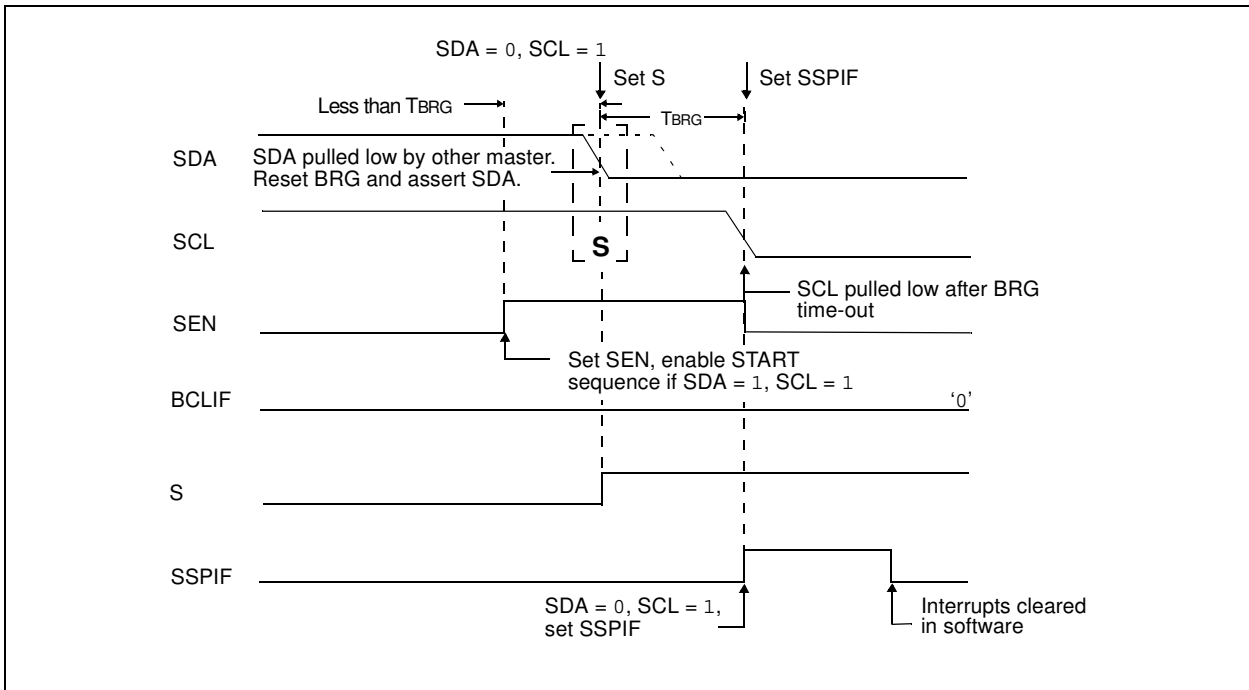 SDA = 0, SCL = 1
Set S
Set SSPIF
Less than TBRG
TBRG
SDA
SDA pulled low by other master.
Reset BRG and assert SDA.
SCL
S
SCL pulled low after BRG
time-out
SEN
Set SEN, enable START
sequence if SDA = 1, SCL = 1
BCLIF
‘0’
S
SSPIF
SDA = 0, SCL = 1,
set SSPIF
Interrupts cleared
in software